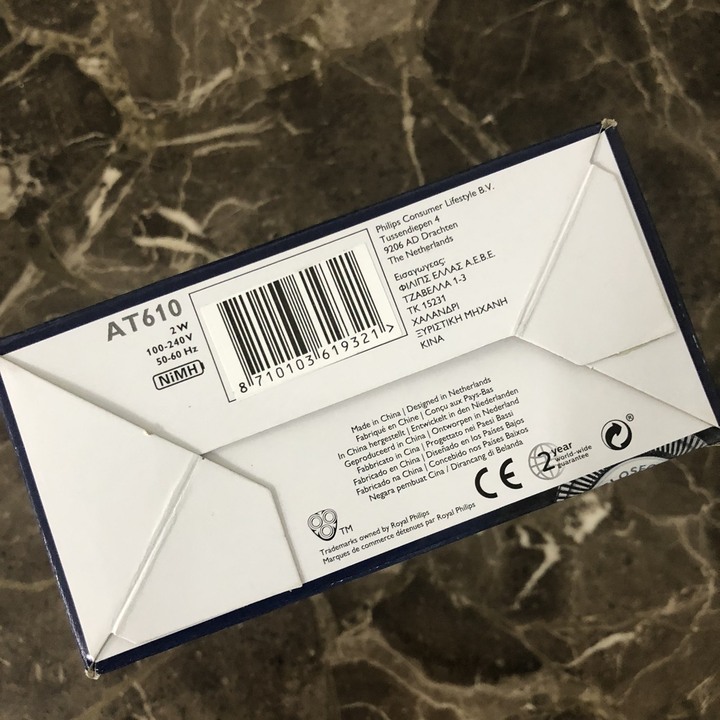 AT610
2W
100-240V
50-60 Hz
NiMH
8 710103 619321 >
Philips Consumer Lifestyle B.V.
Tussendiepen 4
9206 AD Drachten
The Netherlands
Εισαγωγεας:
ΦΙΛΙΠΣ ΕΛΛΑΣ Α.Ε.Β.Ε.
ΤΖΑΒΕΛΛΑ 1-3
ΤΚ 15231
ΧΑΛΑΝΔΡΙ
ΞΥΡΙΣΤΙΚΗ ΜΗΧΑΝΗ
ΚΙΝΑ
Made in China | Designed in Netherlands
Fabriqué en Chine | Conçu aux Pays-Bas
In China hergestellt | Entwickelt in den Niederlanden
Geproduceerd in China | Ontworpen in Nederland
Fabbricato in Cina | Progettato nei Paesi Bassi
Fabricado en China | Diseñado en los Países Bajos
Fabricado na China | Concebido nos Países Baixos
Negara pembuat Cina | Dirancang di Belanda
CE
2 year
world-wide
guarantee
®
TM
Trademarks owned by Royal Philips
Marques de commerce détenues par Royal Philips